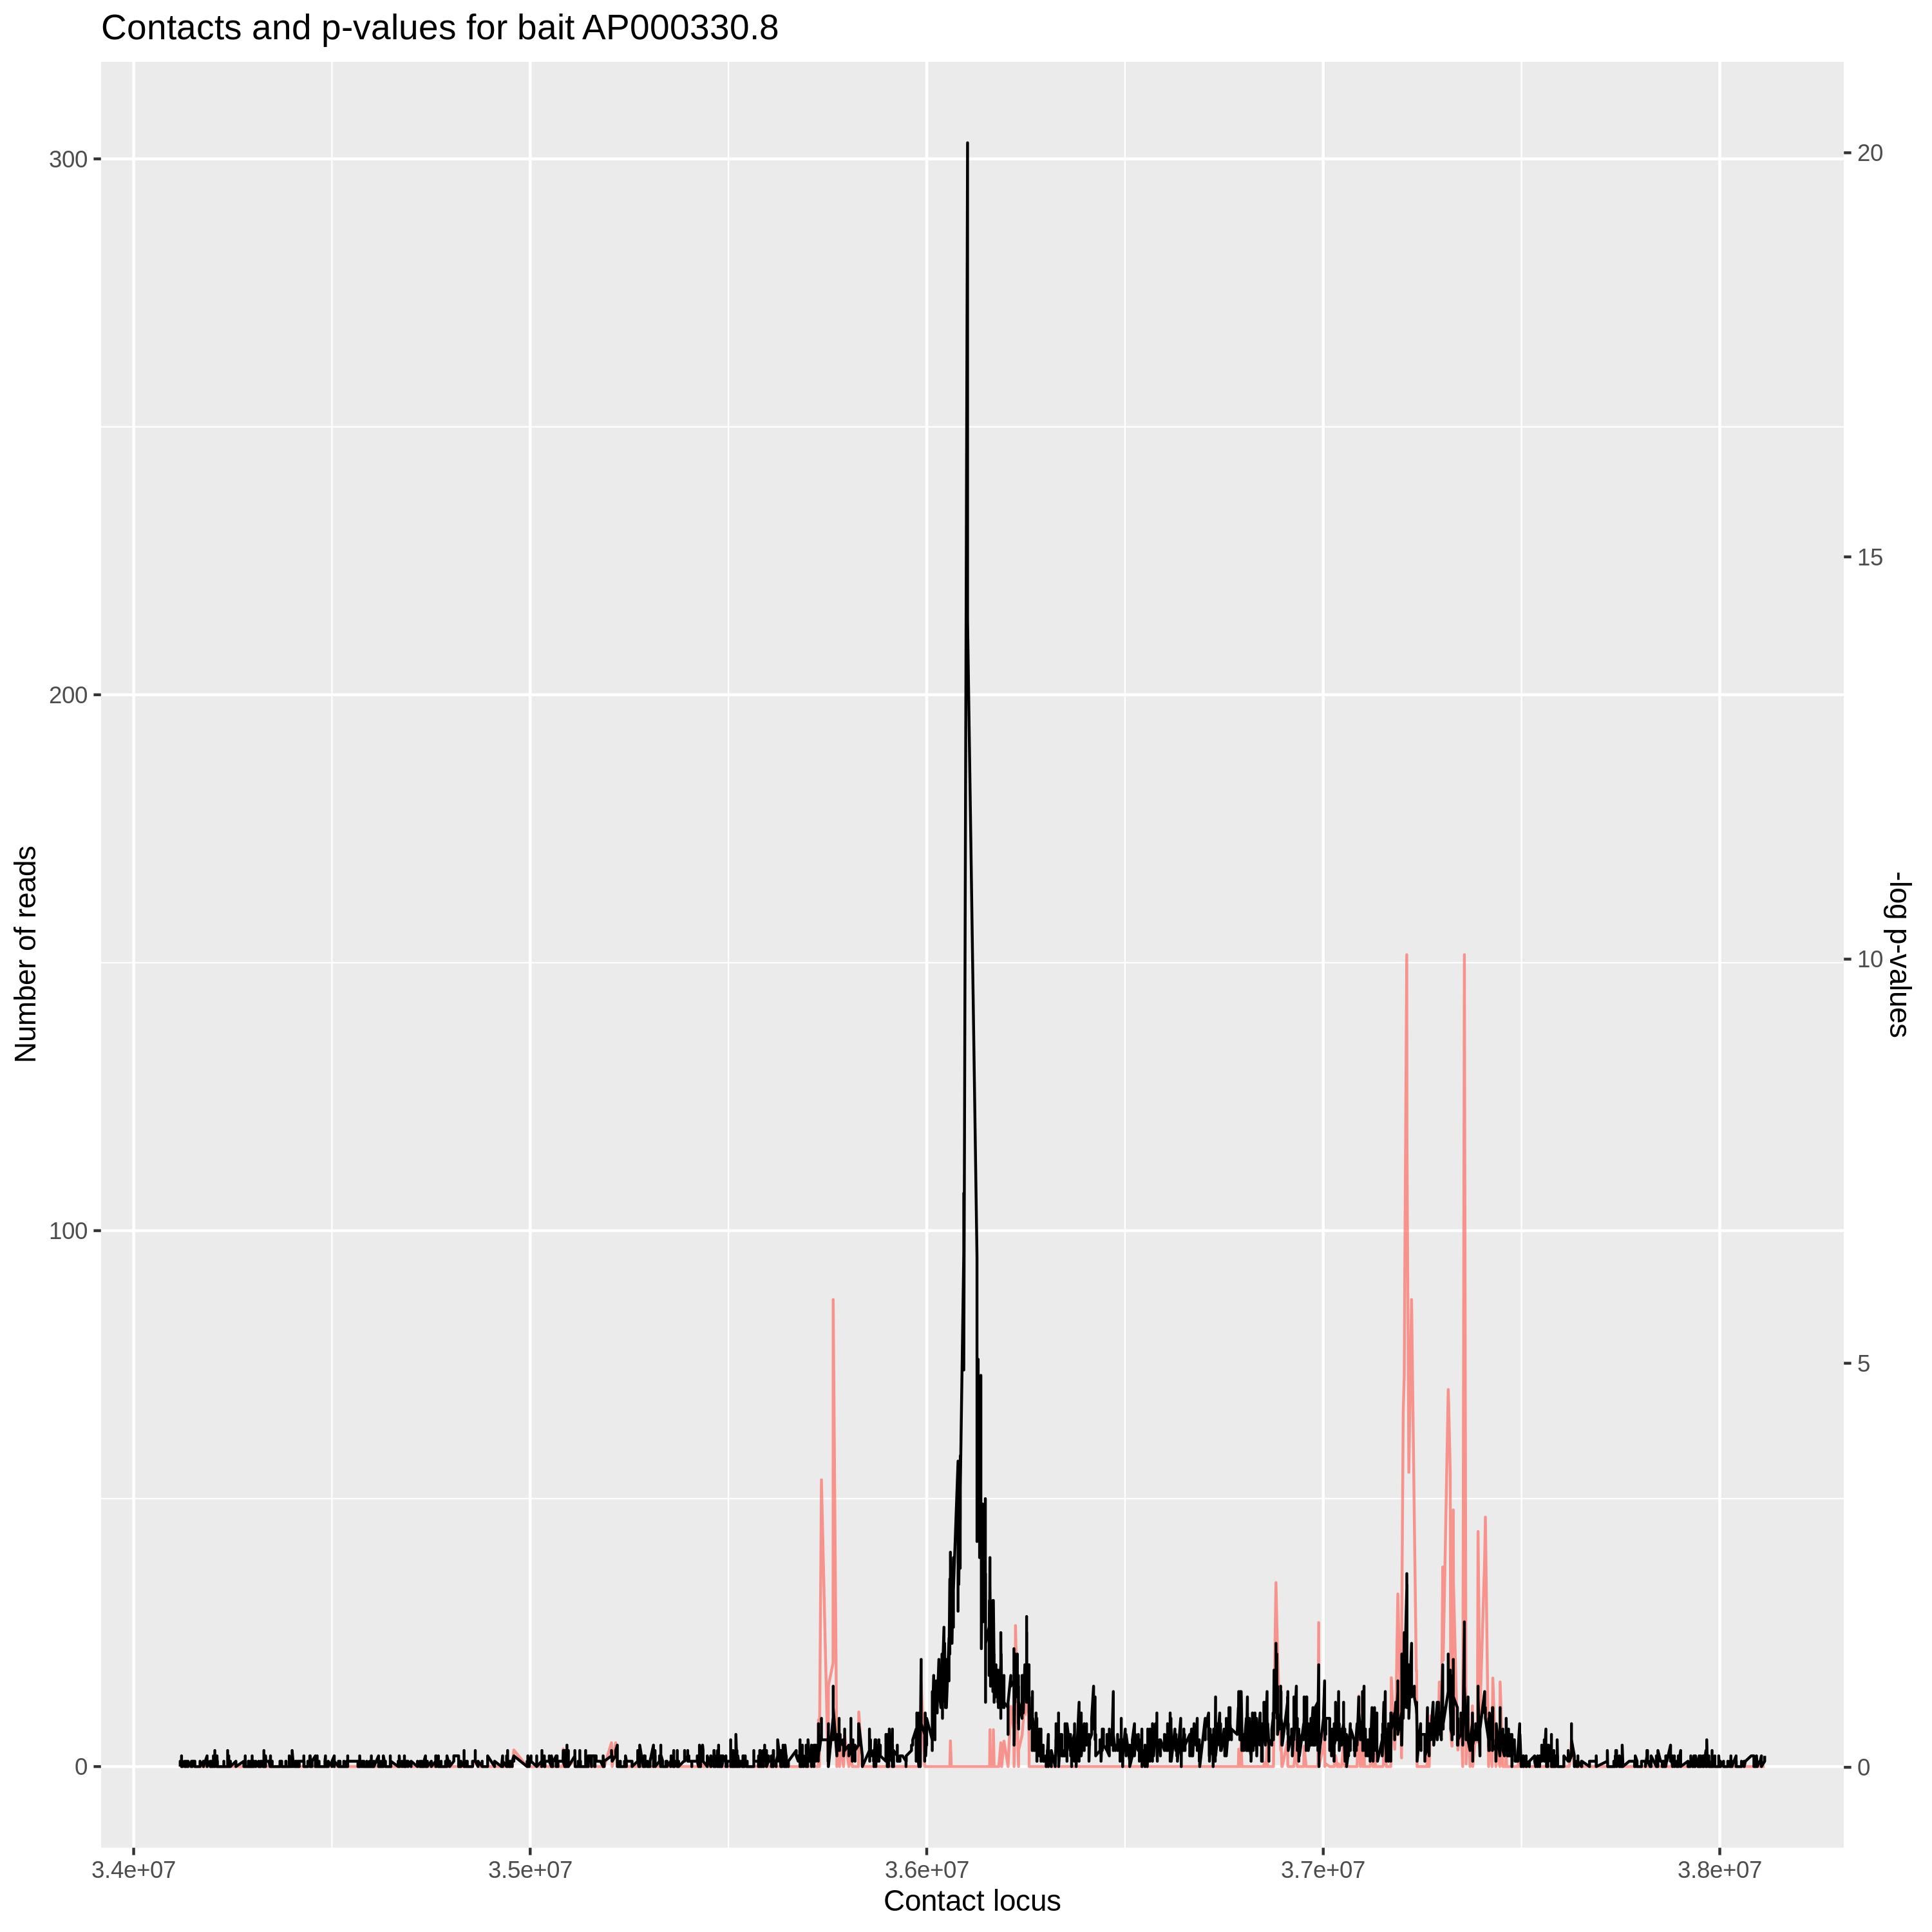 Contacts and p-values for bait AP000330.8
300
200
100
0
Number of reads
20
15
10
5
0
-log p-values
3.4e+07 3.5e+07 3.6e+07 3.7e+07 3.8e+07
Contact locus